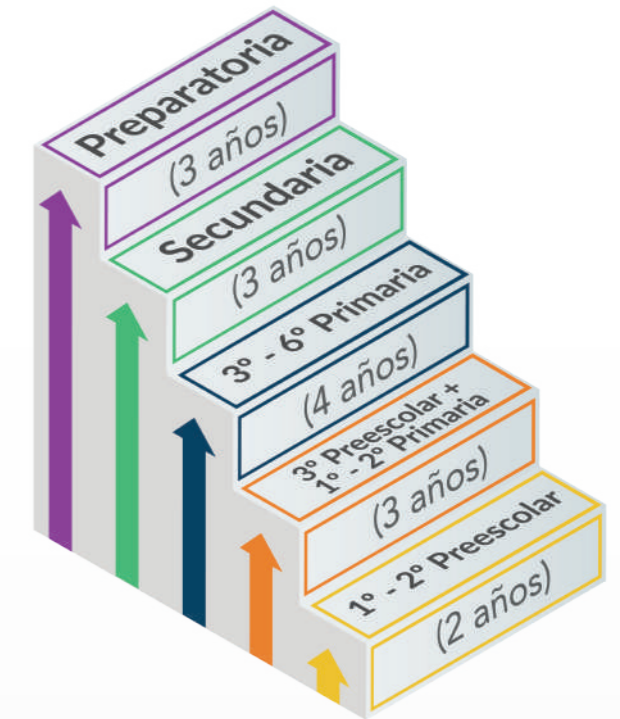 Preparatoria
(3 años)
Secundaria
(3 años)
3º - 6º Primaria
(4 años)
3º Preescolar +
1º - 2º Primaria
(3 años)
1º - 2º Preescolar
(2 años)